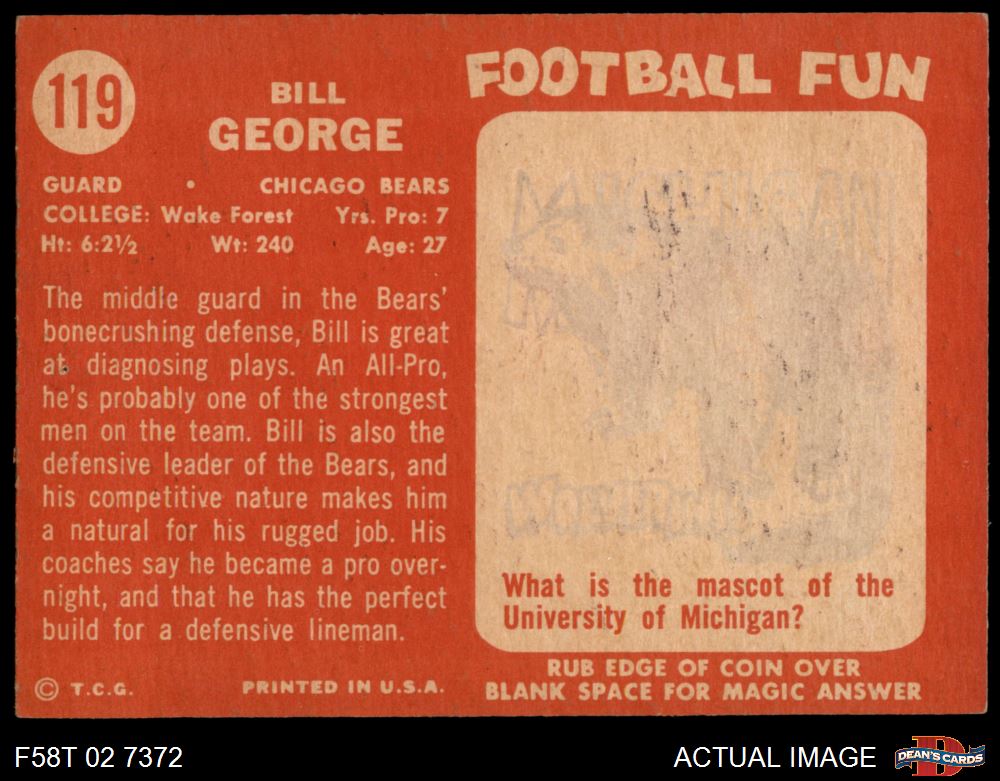 119
BILL
GEORGE
GUARD • CHICAGO BEARS
COLLEGE: Wake Forest Yrs. Pro: 7
Ht: 6:2½ Wt: 240 Age: 27
The middle guard in the Bears'
bonecrushing defense, Bill is great
at diagnosing plays. An All-Pro,
he's probably one of the strongest
men on the team. Bill is also the
defensive leader of the Bears, and
his competitive nature makes him
a natural for his rugged job. His
coaches say he became a pro over-
night, and that he has the perfect
build for a defensive lineman.
© T.C.G. PRINTED IN U.S.A.
FOOTBALL FUN
What is the mascot of the
University of Michigan?
RUB EDGE OF COIN OVER
BLANK SPACE FOR MAGIC ANSWER
F58T 02 7372
ACTUAL IMAGE
DEAN'S CARDS